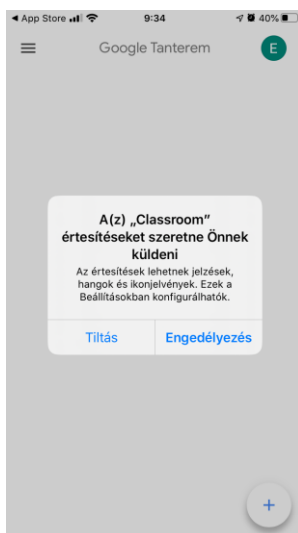 App Store 9:34 40%
Google Tanterem E
A(z) „Classroom”
értesítéseket szeretne Önnek
küldeni
Az értesítések lehetnek jelzések,
hangok és ikonjelvények. Ezek a
Beállításokban konfigurálhatók.
Tiltás Engedélyezés
+